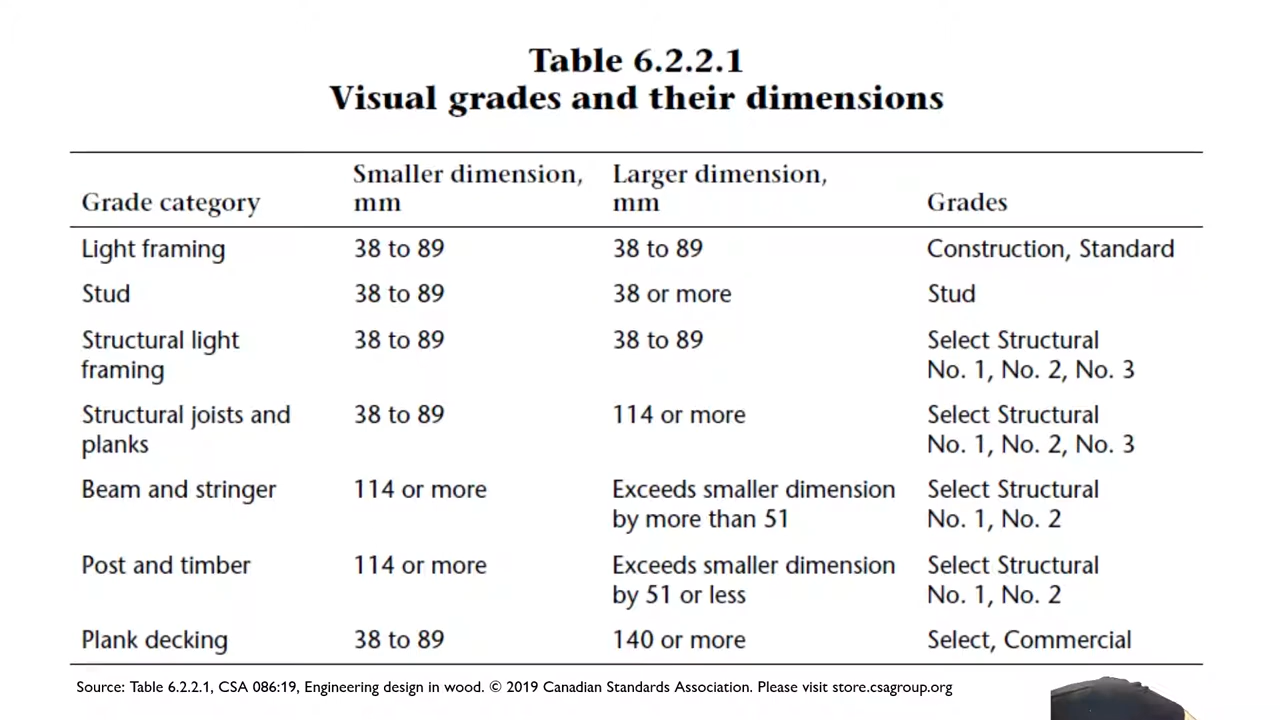 Table 6.2.2.1
Visual grades and their dimensions
Grade category Smaller dimension, mm Larger dimension, mm Grades
Light framing 38 to 89 38 to 89 Construction, Standard
Stud 38 to 89 38 or more Stud
Structural light framing 38 to 89 38 to 89 Select Structural No. 1, No. 2, No. 3
Structural joists and planks 38 to 89 114 or more Select Structural No. 1, No. 2, No. 3
Beam and stringer 114 or more Exceeds smaller dimension by more than 51 Select Structural No. 1, No. 2
Post and timber 114 or more Exceeds smaller dimension by 51 or less Select Structural No. 1, No. 2
Plank decking 38 to 89 140 or more Select, Commercial
Source: Table 6.2.2.1, CSA 086:19, Engineering design in wood. © 2019 Canadian Standards Association. Please visit store.csagroup.org